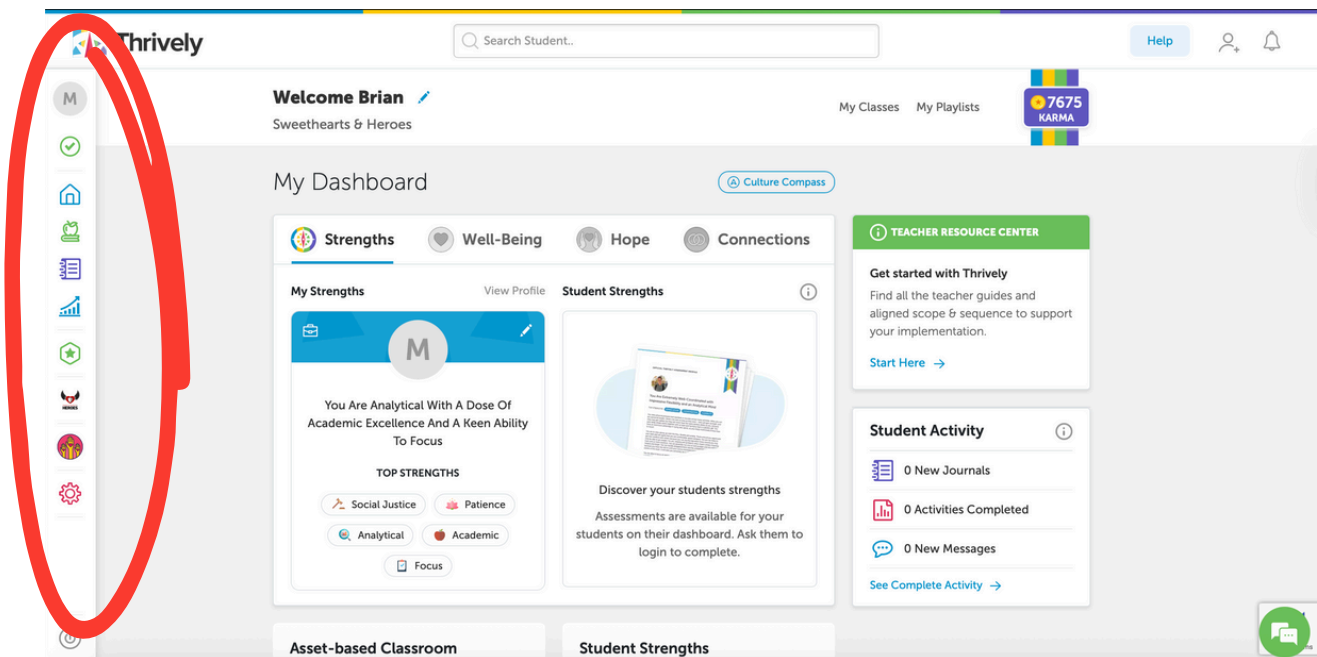 Thrively
Search Student..
Help
M
Welcome Brian
Sweethearts & Heroes
My Classes My Playlists
7675
KARMA
My Dashboard
Culture Compass
Strengths Well-Being Hope Connections
My Strengths View Profile Student Strengths
M
You Are Analytical With A Dose Of
Academic Excellence And A Keen Ability
To Focus
TOP STRENGTHS
Social Justice Patience
Analytical Academic
Focus
Discover your students strengths
Assessments are available for your
students on their dashboard. Ask them to
login to complete.
TEACHER RESOURCE CENTER
Get started with Thrively
Find all the teacher guides and
aligned scope & sequence to support
your implementation.
Start Here →
Student Activity
0 New Journals
0 Activities Completed
0 New Messages
See Complete Activity →
HEROES
Asset-based Classroom Student Strengths